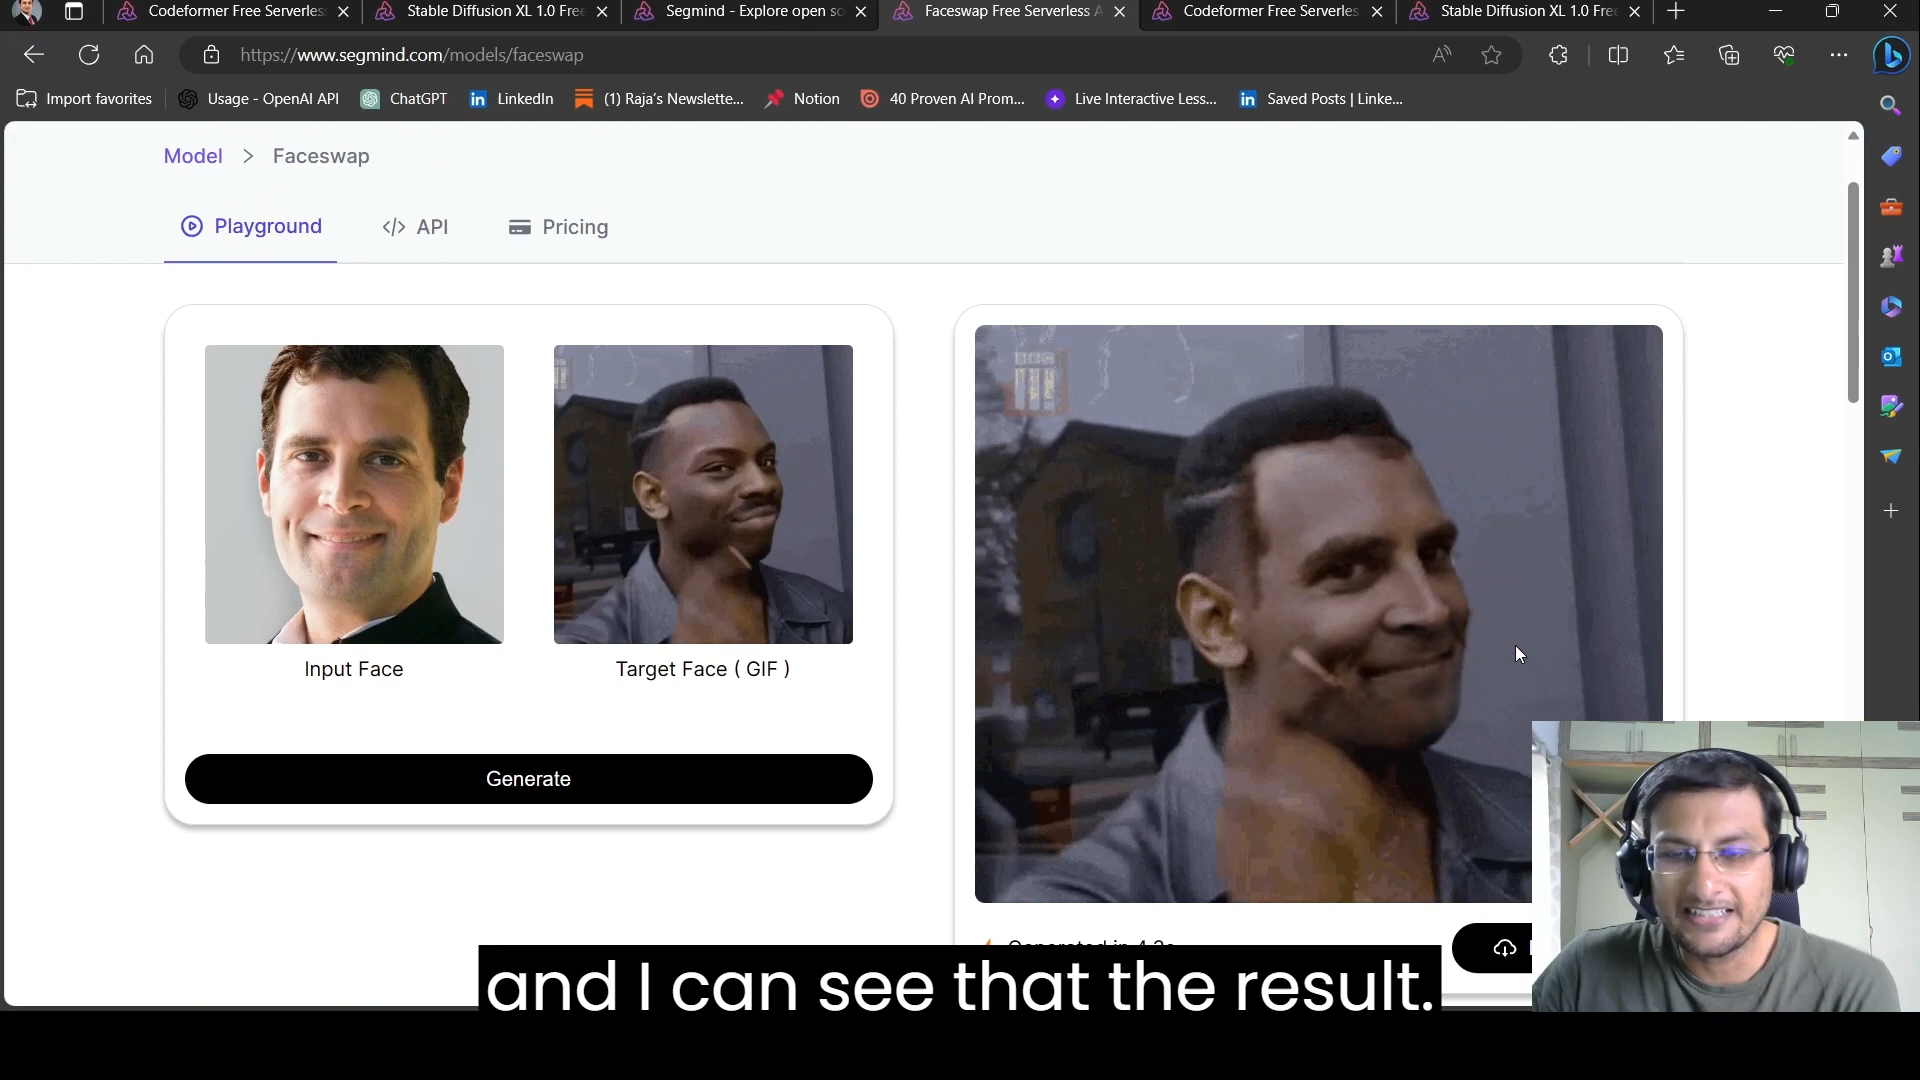 Codeformer Free Serverles
Stable Diffusion XL 1.0 Fre
Segmind - Explore open so
Faceswap Free Serverless A
Codeformer Free Serverles
Stable Diffusion XL 1.0 Fre
https://www.segmind.com/models/faceswap
Import favorites
Usage - OpenAI API
ChatGPT
LinkedIn
(1) Raja's Newslette...
Notion
40 Proven AI Prom...
Live Interactive Less...
Saved Posts | Linke...
Model > Faceswap
Playground
</> API
Pricing
Input Face
Target Face ( GIF )
Generate
and I can see that the result.